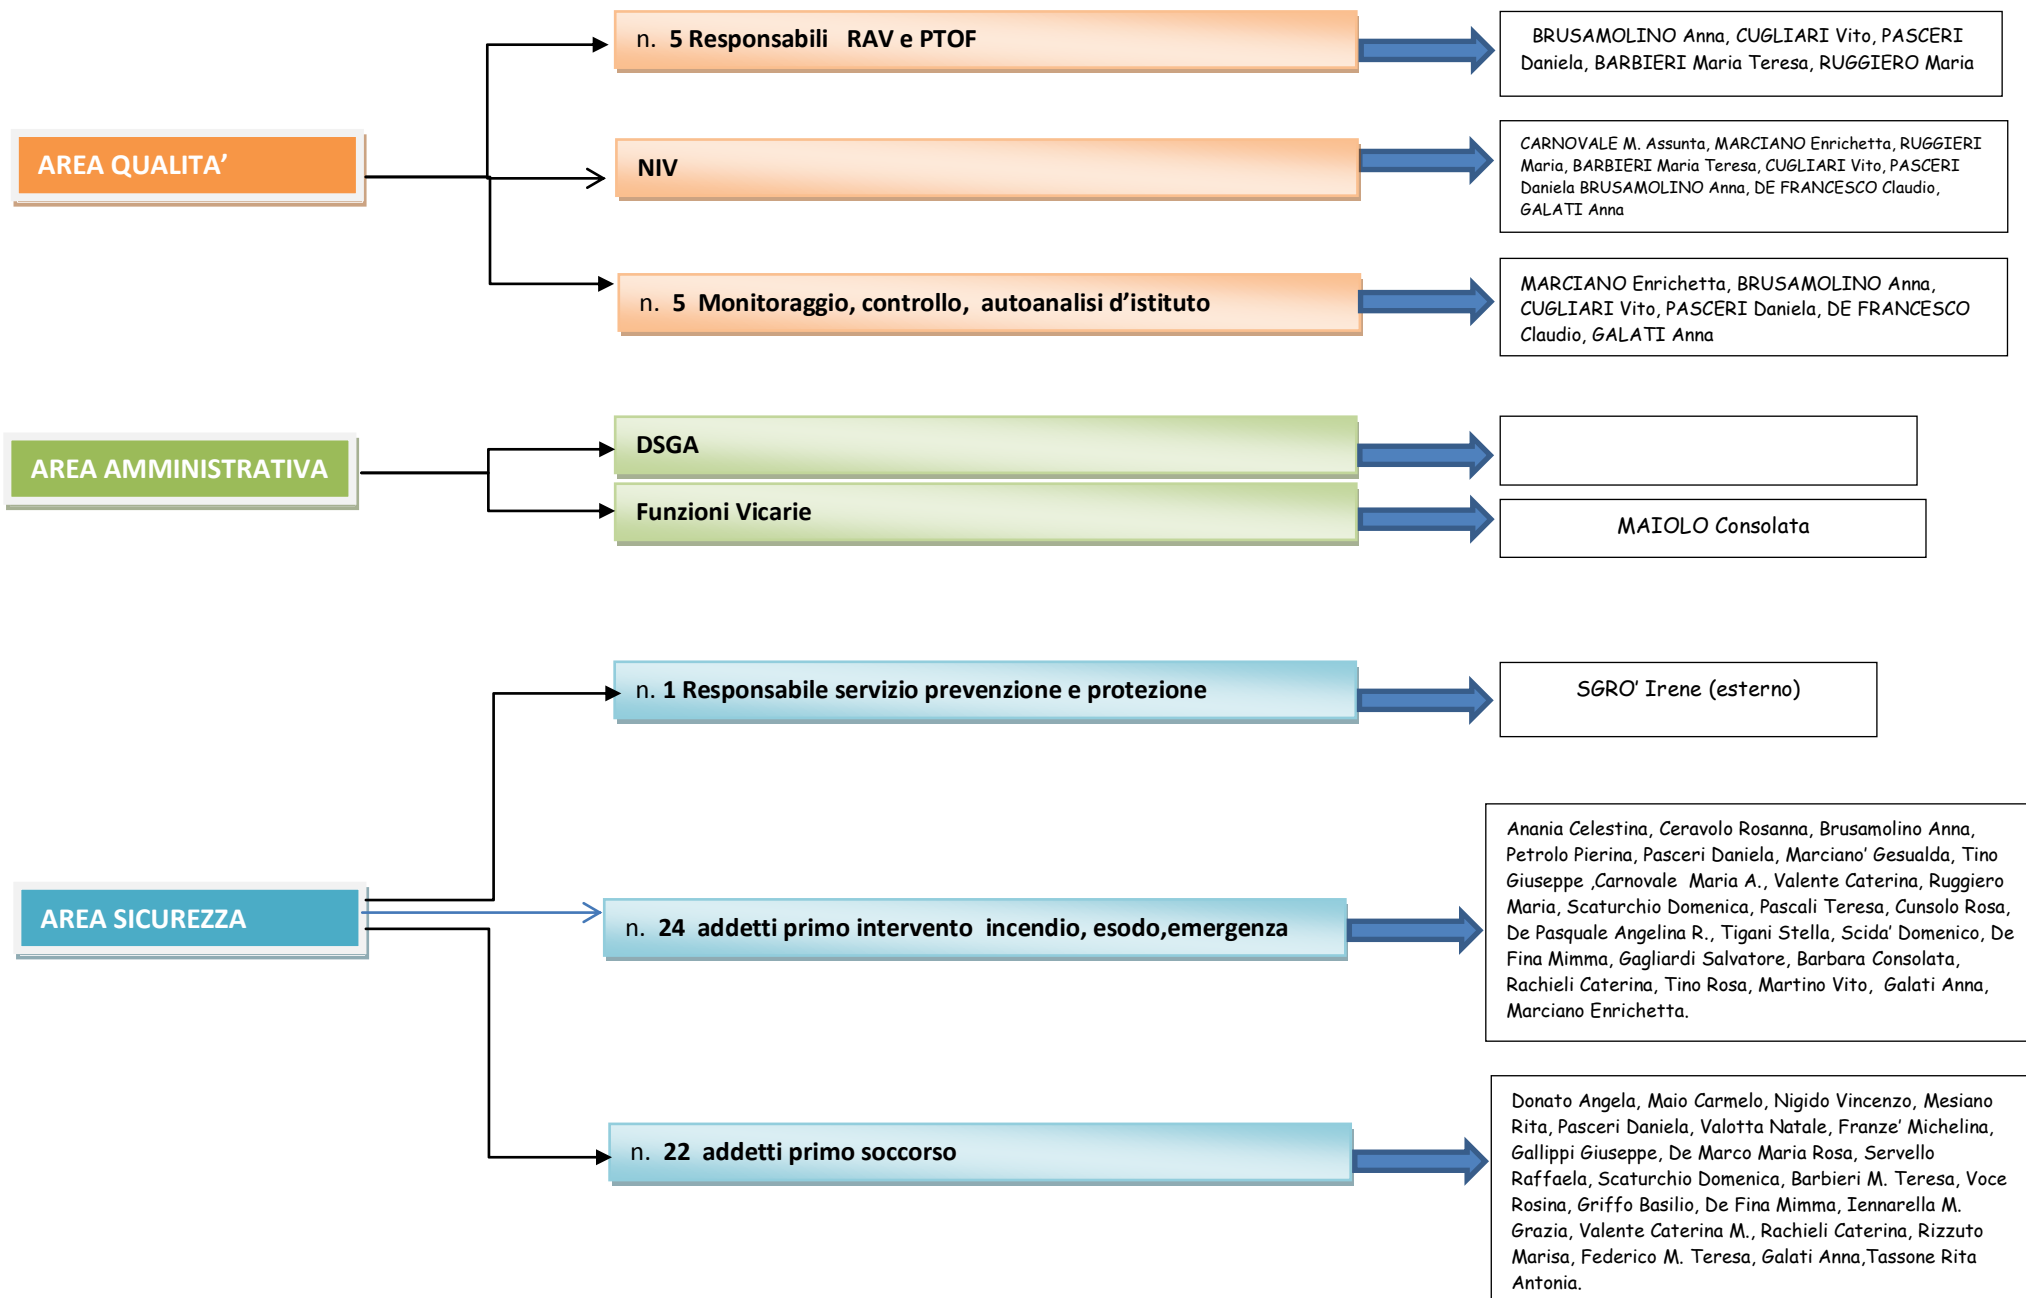 n. 5 Responsabili RAV e PTOF
BRUSAMOLINO Anna, CUGLIARI Vito, PASCERI
Daniela, BARBIERI Maria Teresa, RUGGIERO Maria
AREA QUALITA’
NIV
CARNOVALE M. Assunta, MARCIANO Enrichetta, RUGGIERI
Maria, BARBIERI Maria Teresa, CUGLIARI Vito, PASCERI
Daniela BRUSAMOLINO Anna, DE FRANCESCO Claudio,
GALATI Anna
n. 5 Monitoraggio, controllo, autoanalisi d’istituto
MARCIANO Enrichetta, BRUSAMOLINO Anna,
CUGLIARI Vito, PASCERI Daniela, DE FRANCESCO
Claudio, GALATI Anna
AREA AMMINISTRATIVA
DSGA
Funzioni Vicarie
MAIOLO Consolata
n. 1 Responsabile servizio prevenzione e protezione
SGRO’ Irene (esterno)
AREA SICUREZZA
n. 24 addetti primo intervento incendio, esodo,emergenza
Anania Celestina, Ceravolo Rosanna, Brusamolino Anna,
Petrolo Pierina, Pasceri Daniela, Marciano’ Gesualda, Tino
Giuseppe ,Carnovale Maria A., Valente Caterina, Ruggiero
Maria, Scaturchio Domenica, Pascali Teresa, Cunsolo Rosa,
De Pasquale Angelina R., Tigani Stella, Scida’ Domenico, De
Fina Mimma, Gagliardi Salvatore, Barbara Consolata,
Rachieli Caterina, Tino Rosa, Martino Vito, Galati Anna,
Marciano Enrichetta.
n. 22 addetti primo soccorso
Donato Angela, Maio Carmelo, Nigido Vincenzo, Mesiano
Rita, Pasceri Daniela, Valotta Natale, Franze’ Michelina,
Gallippi Giuseppe, De Marco Maria Rosa, Servello
Raffaela, Scaturchio Domenica, Barbieri M. Teresa, Voce
Rosina, Griffo Basilio, De Fina Mimma, Iennarella M.
Grazia, Valente Caterina M., Rachieli Caterina, Rizzuto
Marisa, Federico M. Teresa, Galati Anna,Tassone Rita
Antonia.